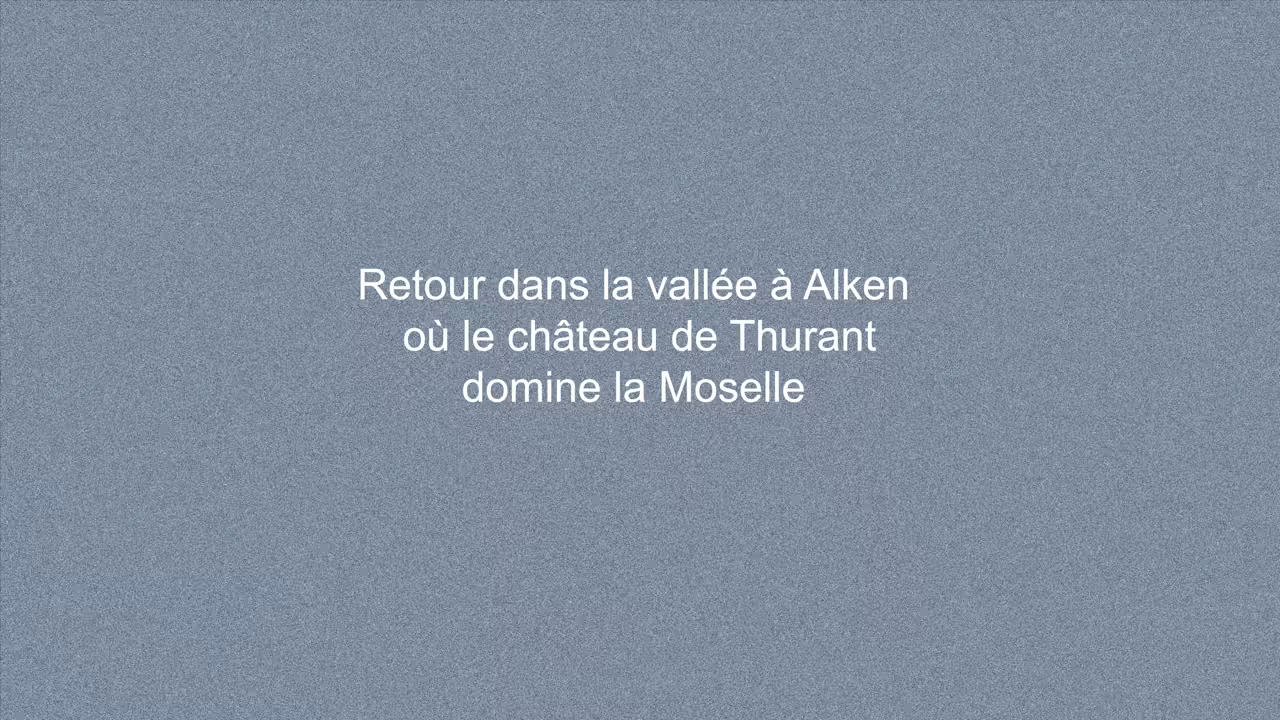 Retour dans la vallée à Alken
où le château de Thurant
domine la Moselle